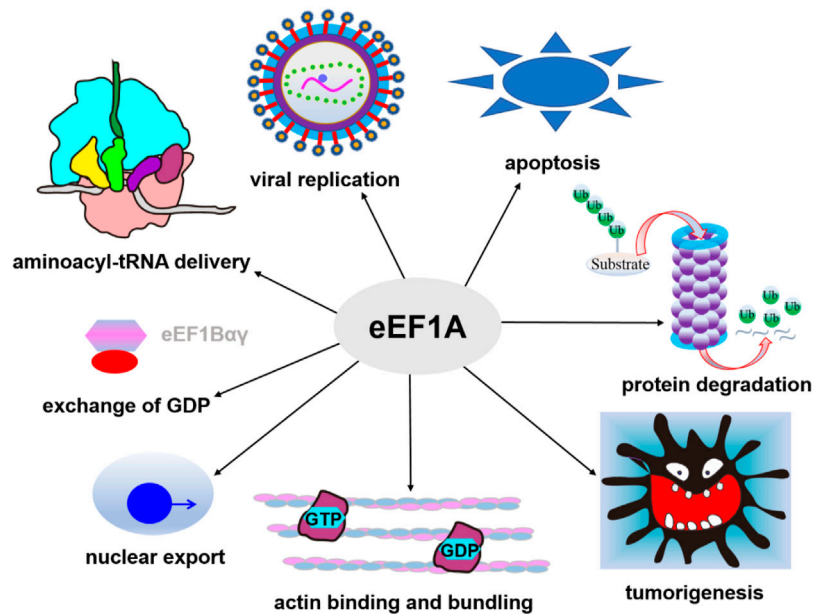 viral replication
apoptosis
Ub
Ub
Ub
Ub
Substrate
aminoacyl-tRNA delivery
eEF1A
Ub
Ub
Ub
Ub
eEF1Bαγ
protein degradation
exchange of GDP
nuclear export
GTP
GDP
actin binding and bundling
tumorigenesis